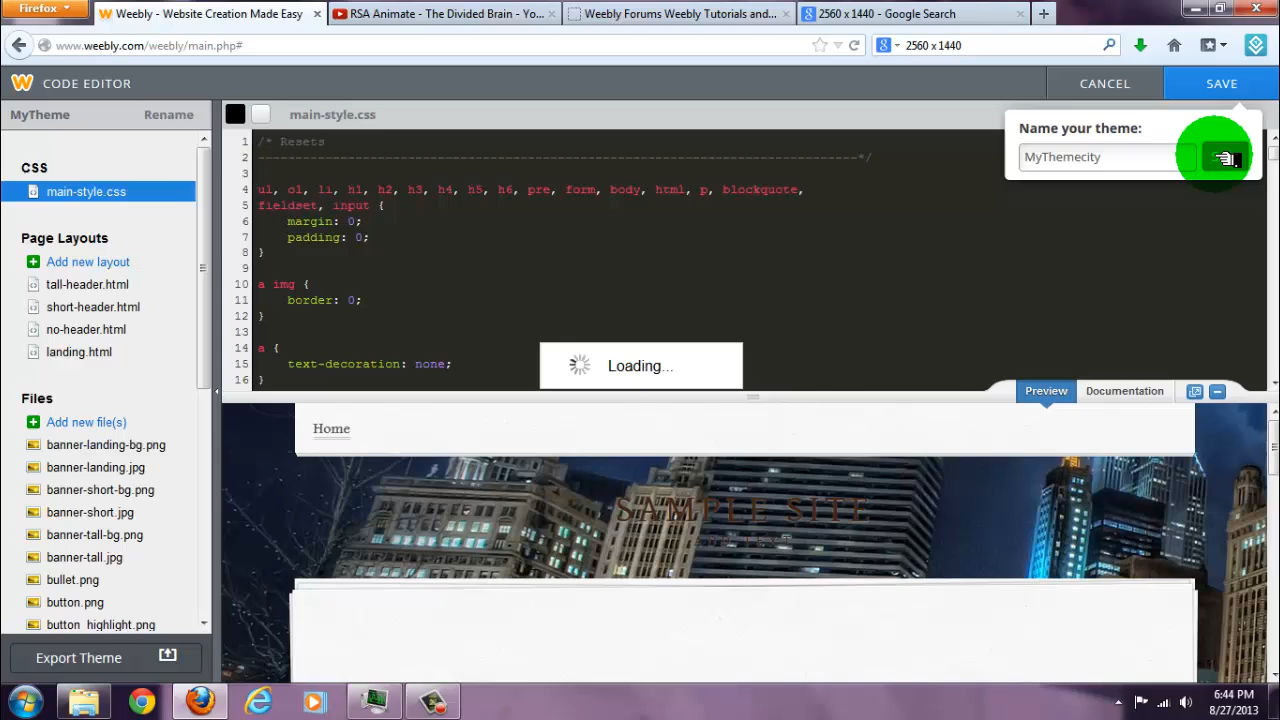 Firefox
Weebly - Website Creation Made Easy
RSA Animate - The Divided Brain - Yo...
Weebly Forums Weebly Tutorials and...
2560 x 1440 - Google Search
www.weebly.com/weebly/main.php#
2560 x 1440
CODE EDITOR
CANCEL
SAVE
MyTheme
Rename
main-style.css
Name your theme:
MyThemecity
CSS
main-style.css
Page Layouts
Add new layout
tall-header.html
short-header.html
no-header.html
landing.html
Files
Add new file(s)
banner-landing-bg.png
banner-landing.jpg
banner-short-bg.png
banner-short.jpg
banner-tall-bg.png
banner-tall.jpg
bullet.png
button.png
button_highlight.png
Export Theme
1 /* Resets
2 ---------------------------------------------------------------------------------*/
3
4 ul, ol, li, h1, h2, h3, h4, h5, h6, pre, form, body, html, p, blockquote,
5 fieldset, input {
6 margin: 0;
7 padding: 0;
8 }
9
10 a img {
11 border: 0;
12 }
13
14 a {
15 text-decoration: none;
16 }
Loading...
Preview
Documentation
Home
SAMPLE SITE
6:44 PM
8/27/2013